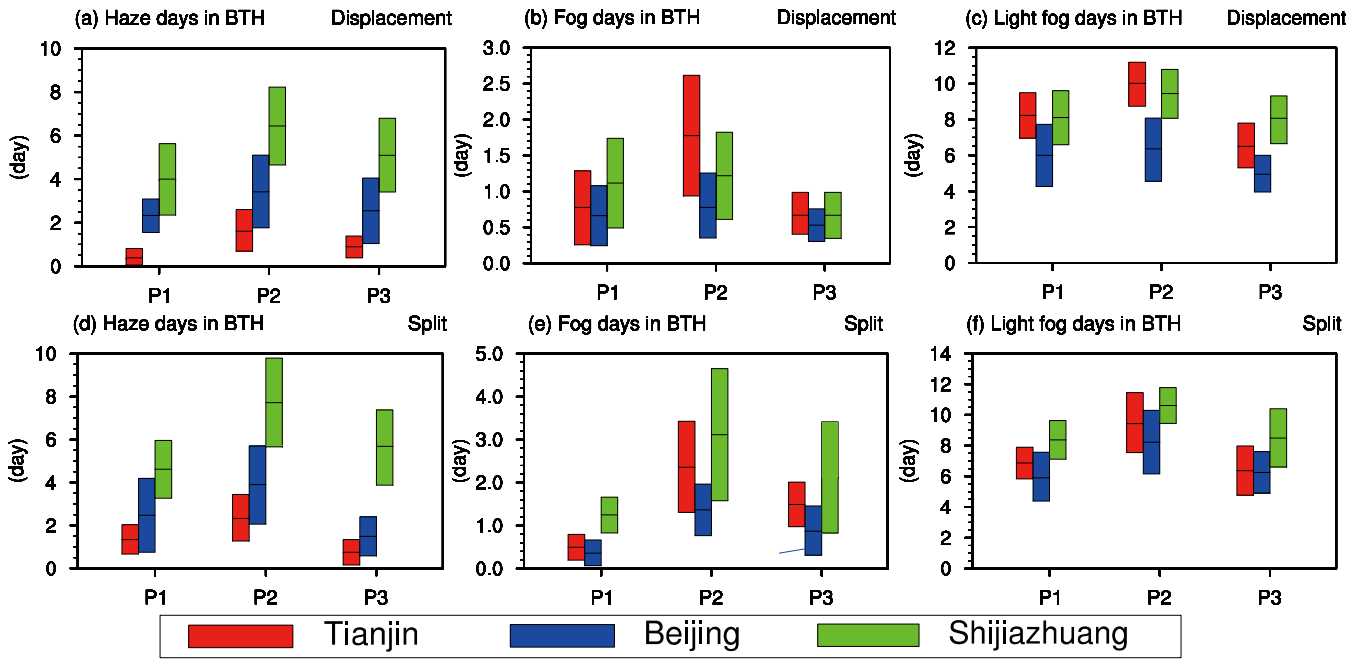 (a) Haze days in BTH Displacement
(b) Fog days in BTH Displacement
(c) Light fog days in BTH Displacement
10
8
6
4
2
0
(day)
P1 P2 P3
3.0
2.5
2.0
1.5
1.0
0.5
0.0
(day)
P1 P2 P3
12
10
8
6
4
2
0
(day)
P1 P2 P3
(d) Haze days in BTH Split
(e) Fog days in BTH Split
(f) Light fog days in BTH Split
10
8
6
4
2
0
(day)
P1 P2 P3
5.0
4.0
3.0
2.0
1.0
0.0
(day)
P1 P2 P3
14
12
10
8
6
4
2
0
(day)
P1 P2 P3
Tianjin Beijing Shijiazhuang